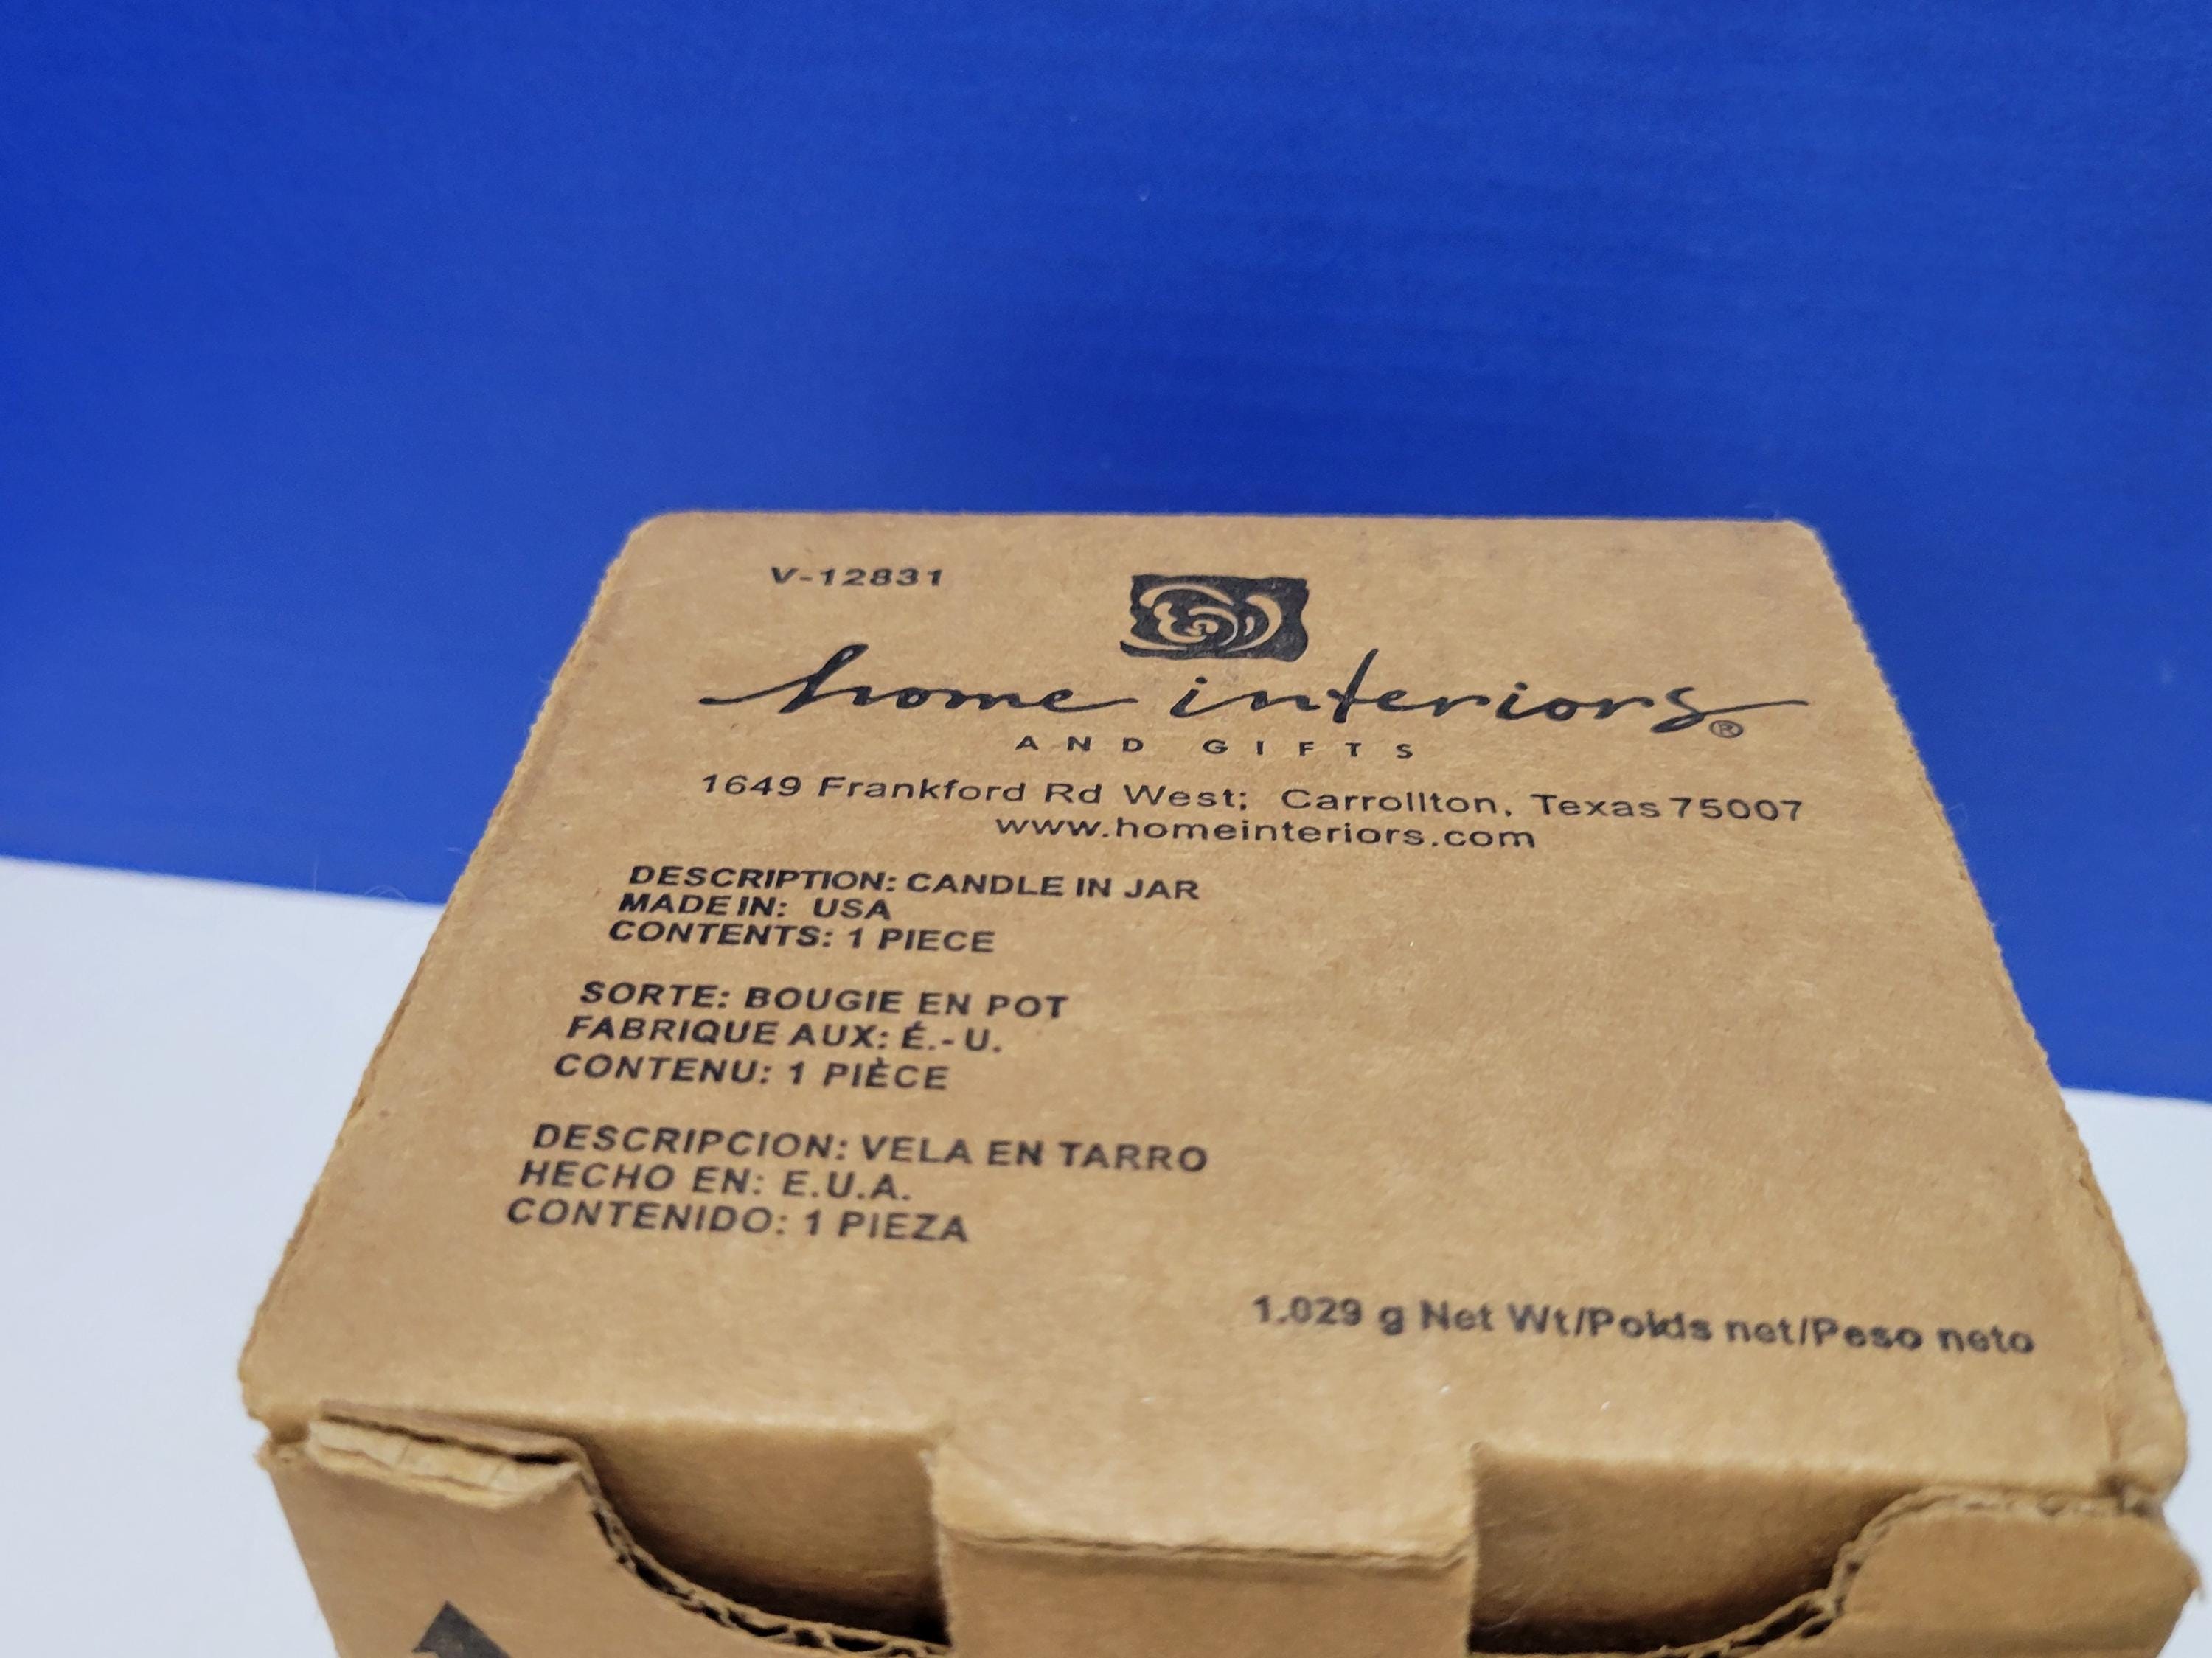 V-12831
home interiors®
AND GIFTS
1649 Frankford Rd West; Carrollton, Texas 75007
www.homeinteriors.com
DESCRIPTION: CANDLE IN JAR
MADE IN: USA
CONTENTS: 1 PIECE
SORTE: BOUGIE EN POT
FABRIQUE AUX: É.-U.
CONTENU: 1 PIÈCE
DESCRIPCION: VELA EN TARRO
HECHO EN: E.U.A.
CONTENIDO: 1 PIEZA
1.029 g Net Wt/Poids net/Peso neto